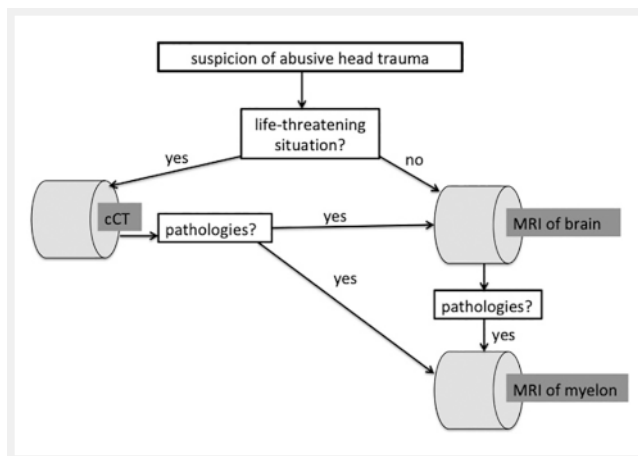 suspicion of abusive head trauma
life-threatening
situation?
yes
no
cCT
pathologies?
yes
MRI of brain
yes
pathologies?
yes
MRI of myelon